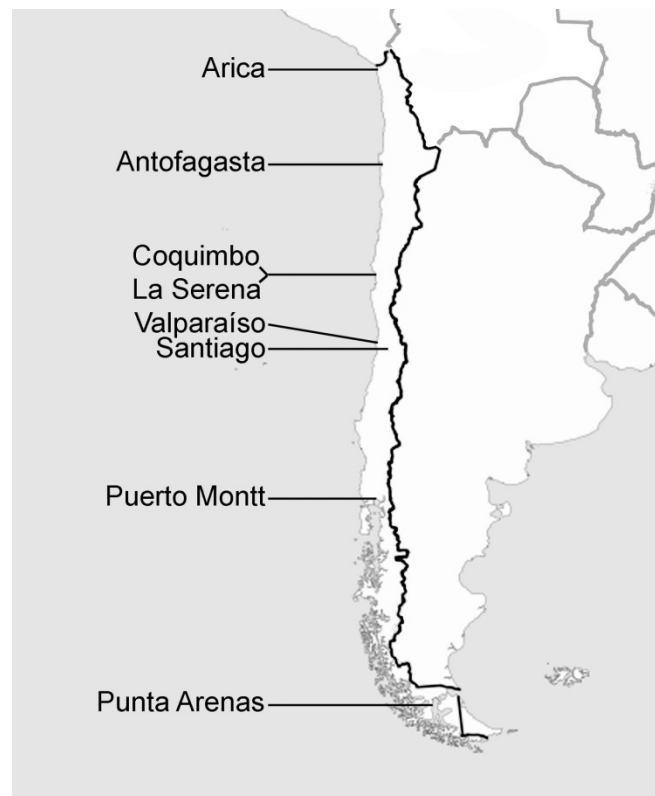 Arica
Antofagasta
Coquimbo
La Serena
Valparaíso
Santiago
Puerto Montt
Punta Arenas